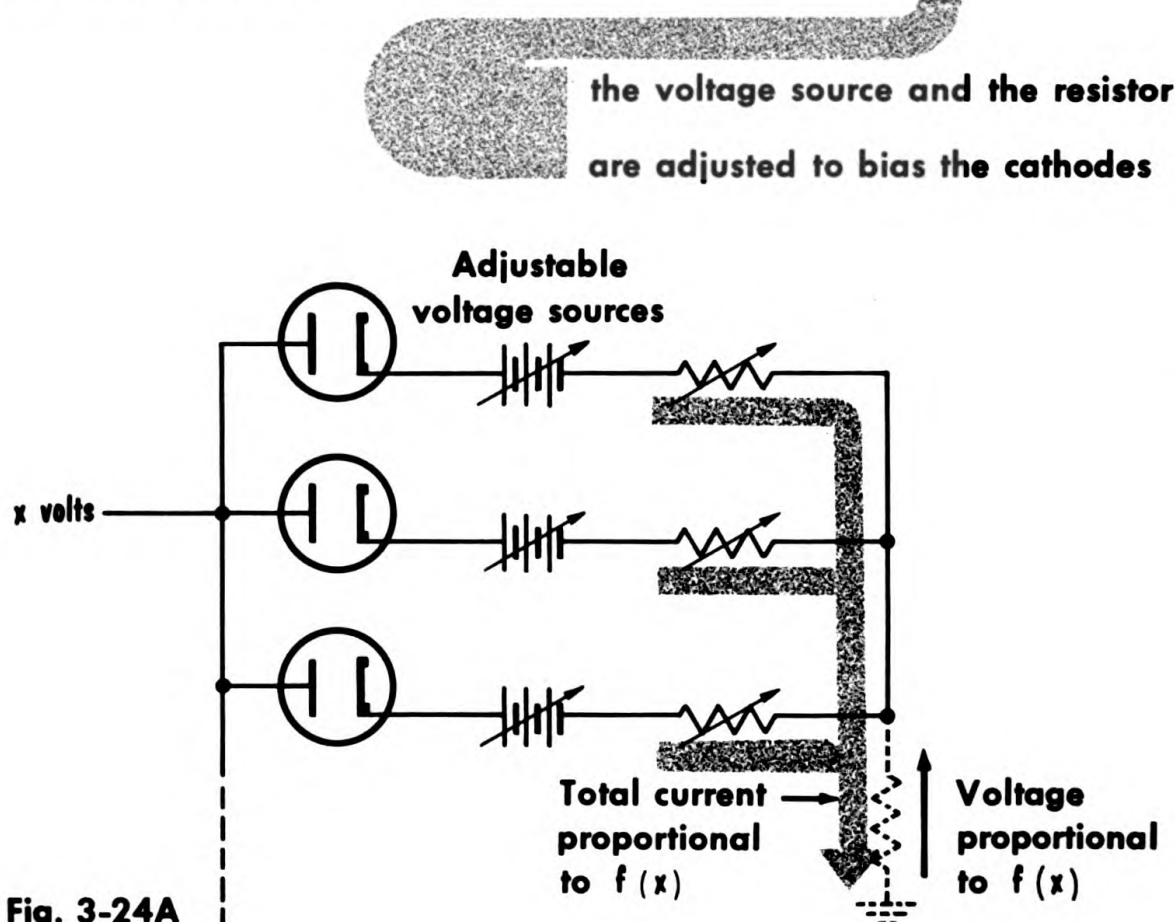 the voltage source and the resistor
are adjusted to bias the cathodes
Adjustable
voltage sources
x volts
Total current
proportional
to f (x)
Voltage
proportional
to f (x)
Fig. 3-24A